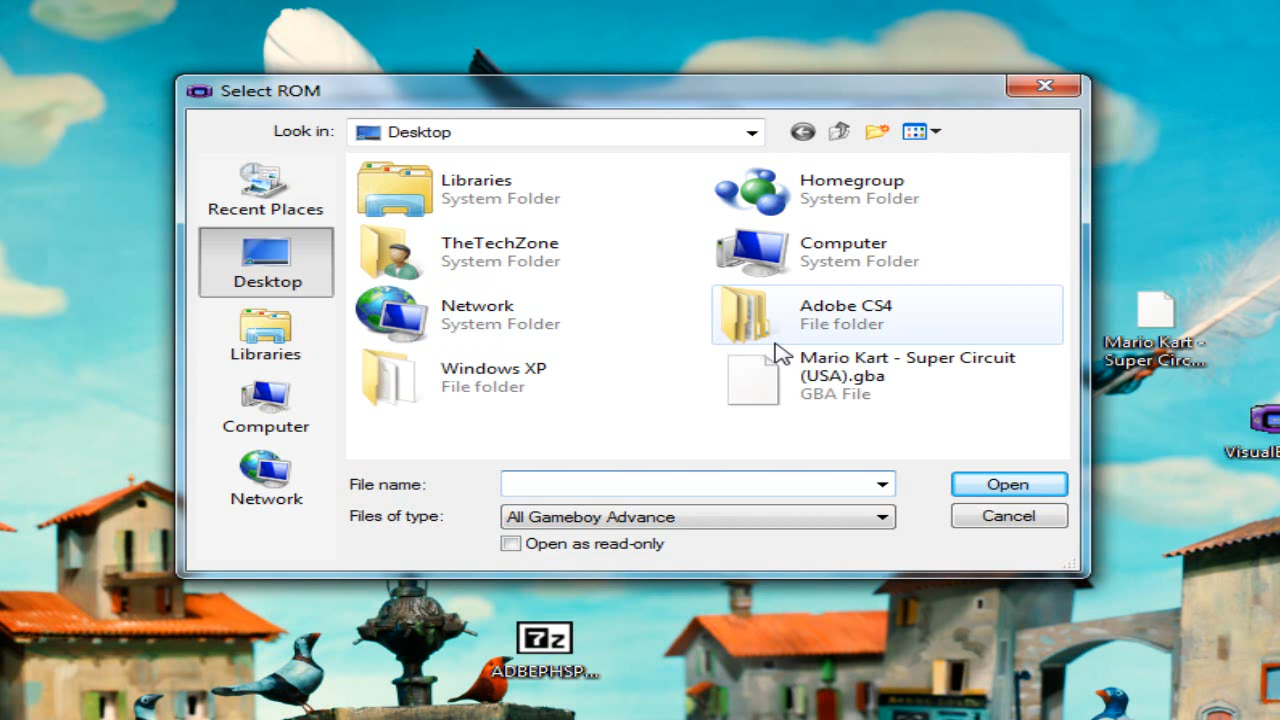 Select ROM
Look in:
Desktop
Recent Places
Desktop
Libraries
Computer
Network
Libraries
System Folder
Homegroup
System Folder
TheTechZone
System Folder
Computer
System Folder
Network
System Folder
Adobe CS4
File folder
Windows XP
File folder
Mario Kart - Super Circuit
(USA).gba
GBA File
File name:
Open
Files of type:
All Gameboy Advance
Cancel
Open as read-only
Mario Kart -
Super Circ...
VisualB
7z
ADBEPHSP...